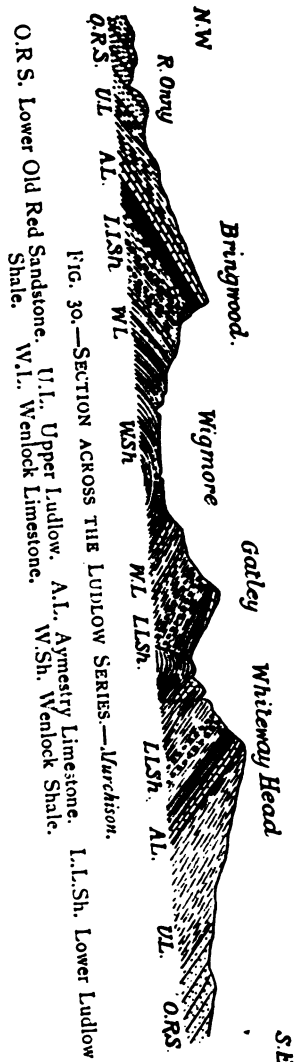 N.W
S.E
R. Onny
Bringwood.
Wigmore
Gatley
Whiteway Head
O.R.S. U.L A.L. L.L.Sh W L W.Sh W.L L.L.Sh. L.L.Sh. A.L. U.L. O.R.S.
FIG. 30.—SECTION ACROSS THE LUDLOW SERIES.—Murchison.
O.R S. Lower Old Red Sandstone. U.L. Upper Ludlow. A.L. Aymestry Limestone. L.L.Sh. Lower Ludlow
Shale. W.L. Wenlock Limestone. W.Sh. Wenlock Shale.